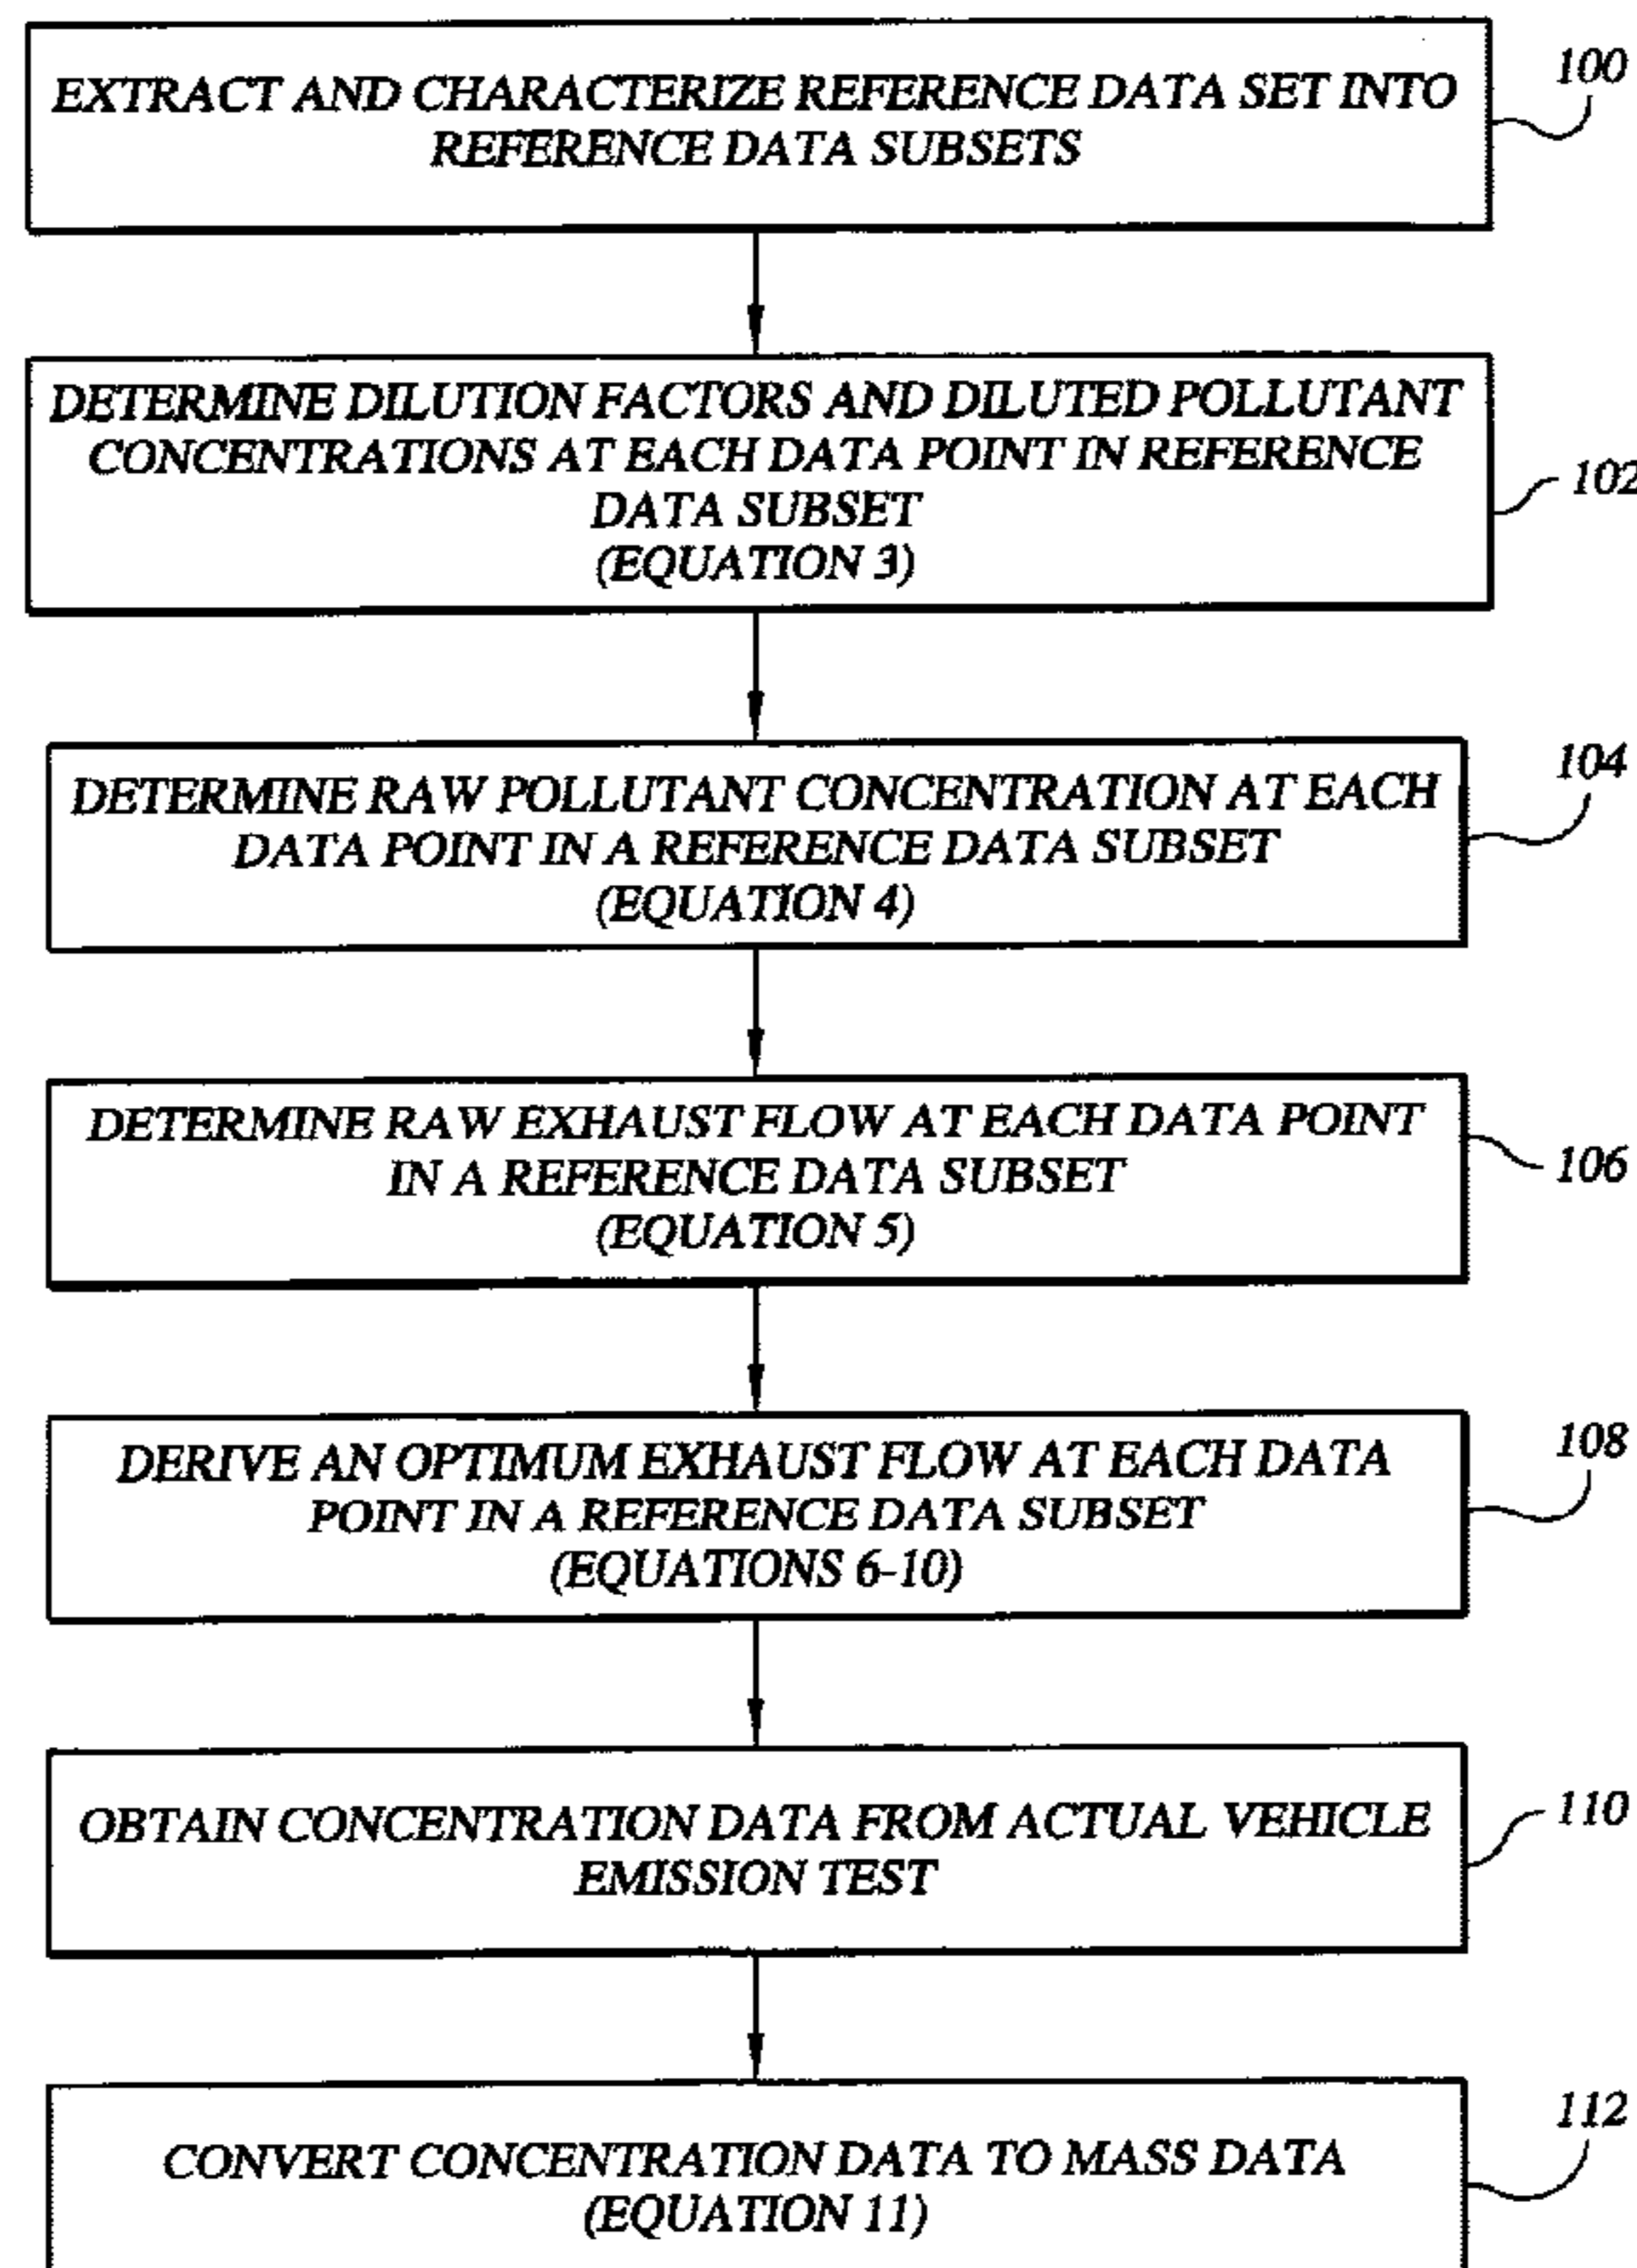 EXTRACT AND CHARACTERIZE REFERENCE DATA SET INTO
REFERENCE DATA SUBSETS
100
DETERMINE DILUTION FACTORS AND DILUTED POLLUTANT
CONCENTRATIONS AT EACH DATA POINT IN REFERENCE
DATA SUBSET
(EQUATION 3)
102
DETERMINE RAW POLLUTANT CONCENTRATION AT EACH
DATA POINT IN A REFERENCE DATA SUBSET
(EQUATION 4)
104
DETERMINE RAW EXHAUST FLOW AT EACH DATA POINT
IN A REFERENCE DATA SUBSET
(EQUATION 5)
106
DERIVE AN OPTIMUM EXHAUST FLOW AT EACH DATA
POINT IN A REFERENCE DATA SUBSET
(EQUATIONS 6-10)
108
OBTAIN CONCENTRATION DATA FROM ACTUAL VEHICLE
EMISSION TEST
110
CONVERT CONCENTRATION DATA TO MASS DATA
(EQUATION 11)
112